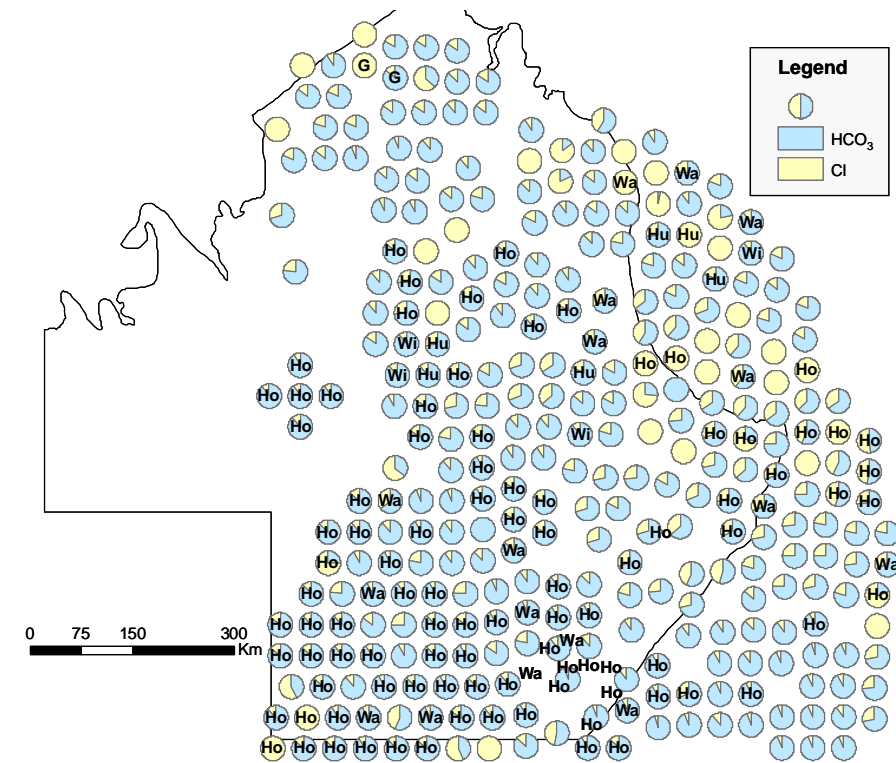 Legend
HCO3
Cl
G
G
Wa Wa
Wa
Hu Hu
Ho Ho Wi
Ho Hu
Ho Ho Wa
Ho Ho
Ho
Wi Hu Wa
Ho Ho
Ho Wi Hu Ho Hu Wa Ho
Ho Ho Ho
Ho
Ho Ho Ho Wi Ho Ho Ho Ho Ho
Ho Ho Ho
Ho Wa Ho Ho Ho Ho Wa Ho Ho
Ho Ho Ho Ho Ho Ho Ho
Ho Ho Wa Ho Wa
Ho Wa Ho Ho Ho Ho
Ho Ho Ho Ho Ho Ho Wa Ho Ho Ho
0 75 150 300 Km
Ho Ho Ho Ho Ho Ho Ho Wa
Wa Ho Ho Ho Ho
Ho Ho Ho Ho Ho Ho Ho Ho Ho Ho Ho
Ho Ho Ho Wa Wa Ho Ho Ho Ho Wa
Ho Ho Ho Ho Ho Ho Ho Ho